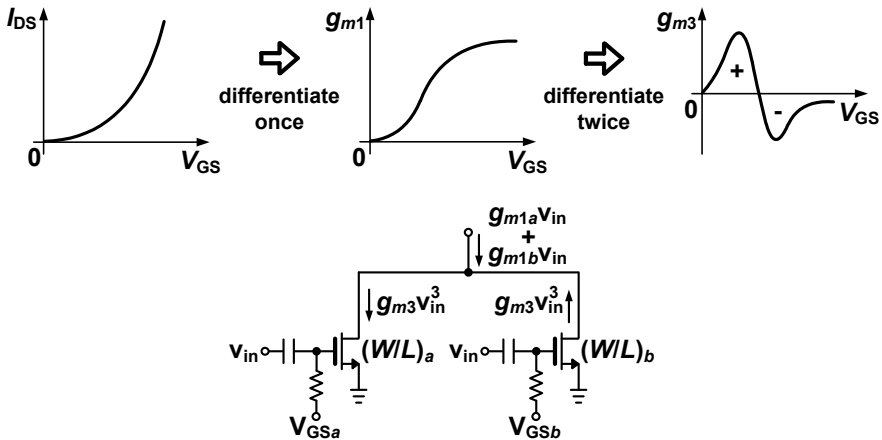 I_DS
0
V_GS
differentiate
once
g_m1
0
V_GS
differentiate
twice
g_m3
+
-
0
V_GS
g_m1a v_in
+
g_m1b v_in
g_m3 v_in^3
g_m3 v_in^3
v_in
(W/L)_a
V_GSa
v_in
(W/L)_b
V_GSb